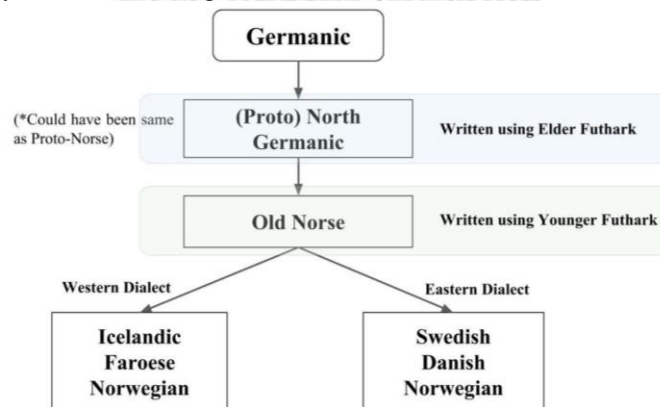 Germanic
(*Could have been same
as Proto-Norse)
(Proto) North
Germanic
Written using Elder Futhark
Old Norse
Written using Younger Futhark
Western Dialect
Eastern Dialect
Icelandic
Faroese
Norwegian
Swedish
Danish
Norwegian